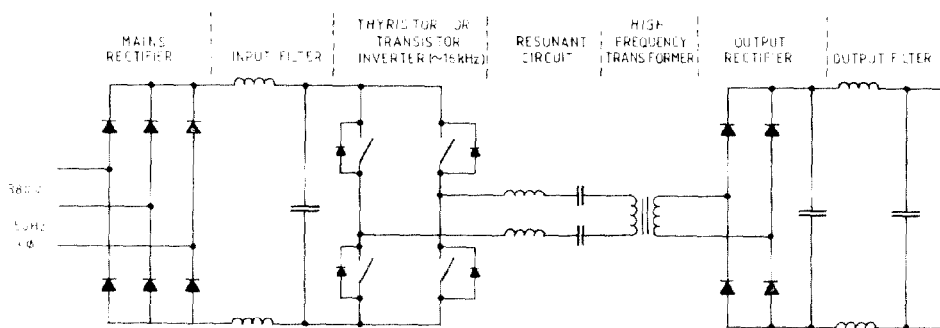 MAINS
RECTIFIER
INPUT FILTER
THYRISTOR OR
TRANSISTOR
INVERTER (~15kHz)
RESONANT
CIRCUIT
HIGH
FREQUENCY
TRANSFORMER
OUTPUT
RECTIFIER
OUTPUT FILTER
50Hz